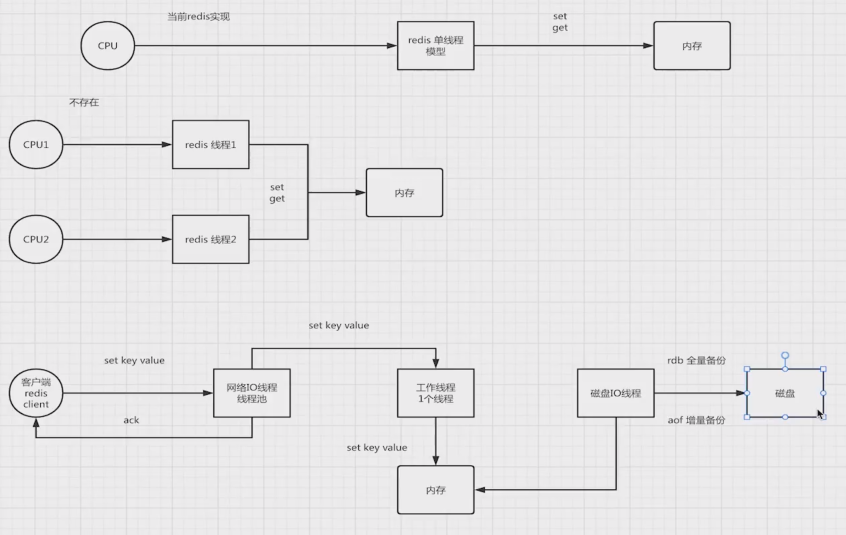 当前redis实现
CPU
redis 单线程
模型
set
get
内存
不存在
CPU1
redis 线程1
set
get
内存
CPU2
redis 线程2
set key value
set key value
客户端
redis
client
网络IO线程
线程池
工作线程
1个线程
磁盘IO线程
rdb 全量备份
磁盘
ack
aof 增量备份
set key value
内存